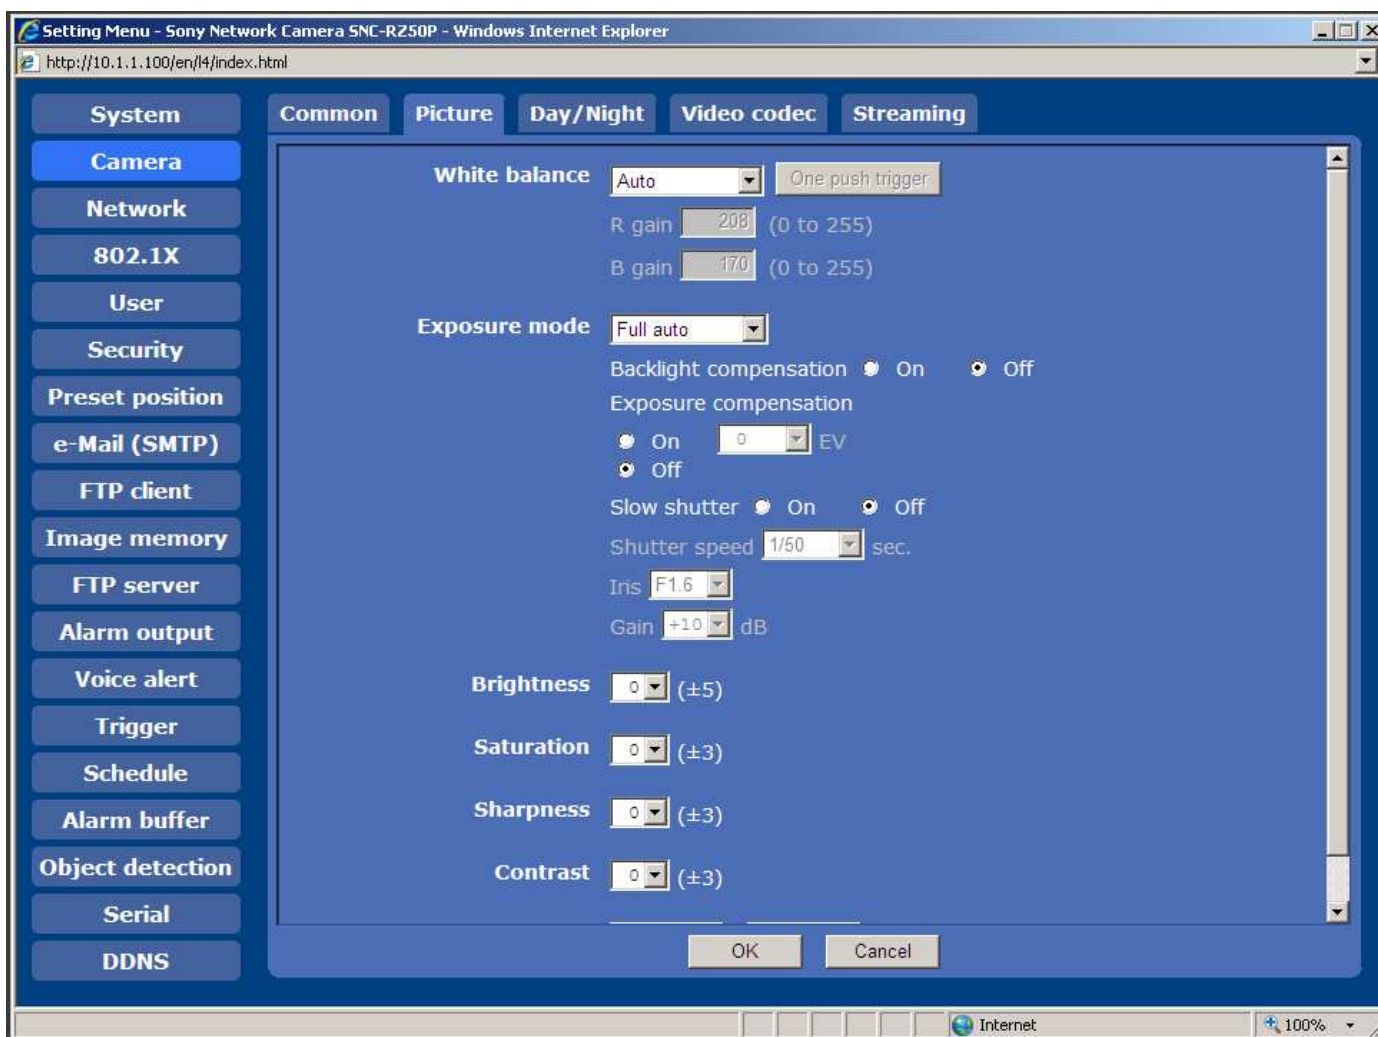 Setting Menu - Sony Network Camera SNC-RZ50P - Windows Internet Explorer
http://10.1.1.100/en/l4/index.html
System
Camera
Network
802.1X
User
Security
Preset position
e-Mail (SMTP)
FTP client
Image memory
FTP server
Alarm output
Voice alert
Trigger
Schedule
Alarm buffer
Object detection
Serial
DDNS
Common Picture Day/Night Video codec Streaming
White balance Auto One push trigger
R gain 208 (0 to 255)
B gain 170 (0 to 255)
Exposure mode Full auto
Backlight compensation On Off
Exposure compensation
On 0 EV
Off
Slow shutter On Off
Shutter speed 1/50 sec.
Iris F1.6
Gain +10 dB
Brightness 0 (±5)
Saturation 0 (±3)
Sharpness 0 (±3)
Contrast 0 (±3)
OK Cancel
Internet 100%